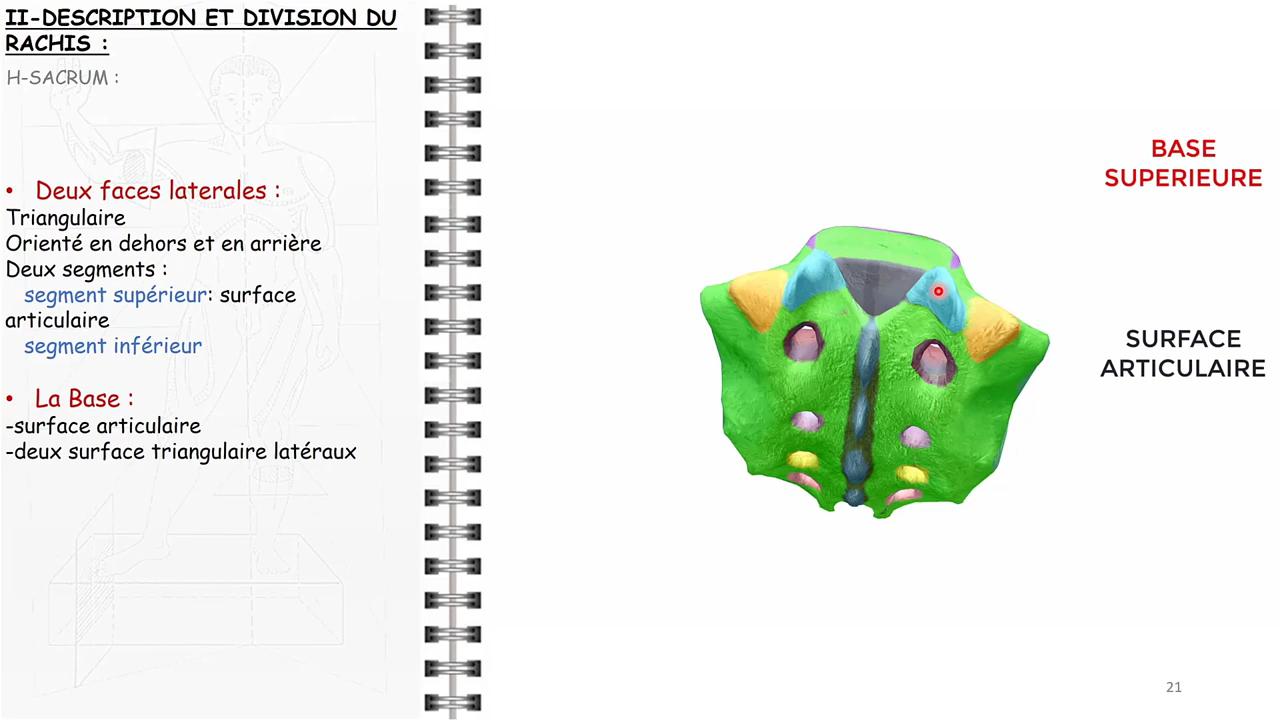 II-DESCRIPTION ET DIVISION DU
RACHIS :
H-SACRUM :
• Deux faces laterales :
Triangulaire
Orienté en dehors et en arrière
Deux segments :
segment supérieur: surface
articulaire
segment inférieur
• La Base :
-surface articulaire
-deux surface triangulaire latéraux
BASE
SUPERIEURE
SURFACE
ARTICULAIRE
21